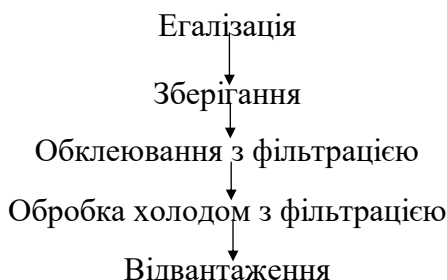 Егалізація
Зберігання
Обклеювання з фільтрацією
Обробка холодом з фільтрацією
Відвантаження